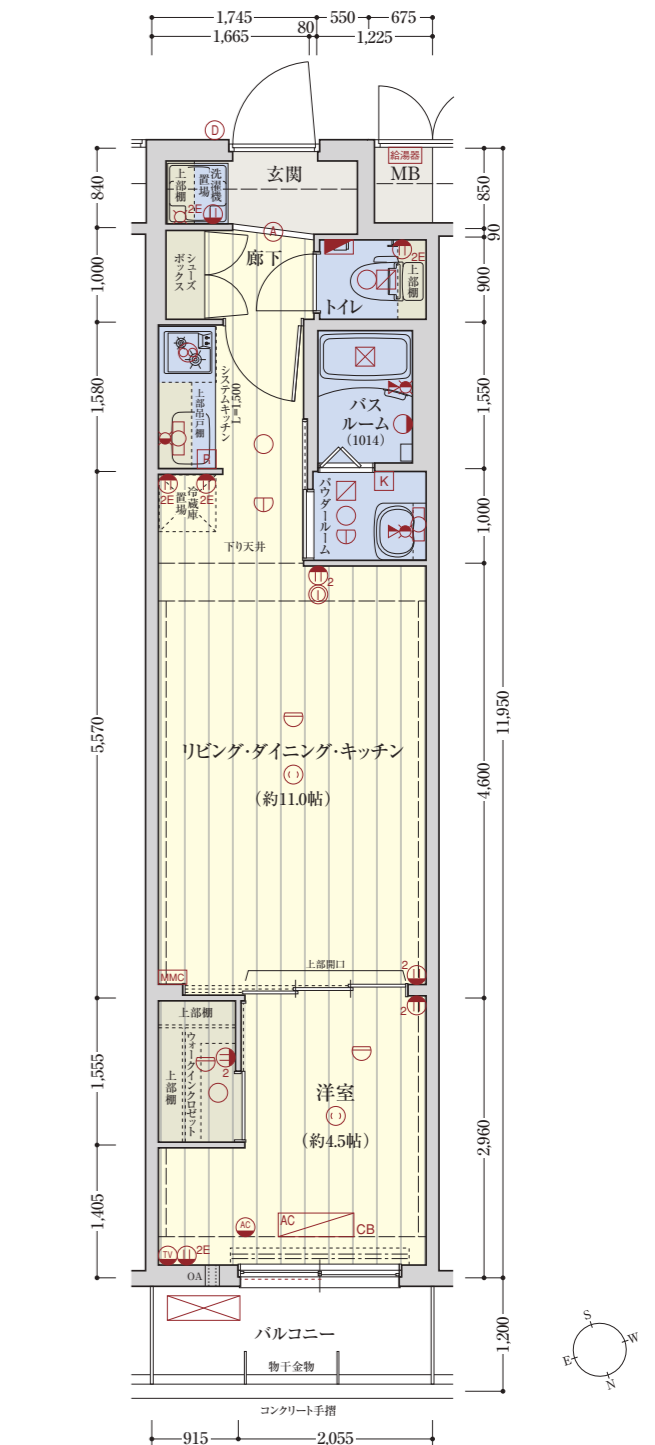 1,745
550
675
1,665
80
1,225
D
給湯器
MB
玄関
上部棚
洗濯機
置場
2E
840
850
90
A
廊下
シューズ
ボックス
トイレ
上部棚
2E
1,000
900
システムキッチン
L=1500
上部吊戸棚
R
1,580
バス
ルーム
(1014)
1,550
冷蔵庫
置場
2E
2E
下り天井
パウダールーム
K
1,000
2
リビング・ダイニング・キッチン
(約11.0帖)
5,570
4,600
11,950
上部開口
MMC
2
2
上部棚
上部棚
ウォークインクロゼット
2
洋室
(約4.5帖)
1,555
2,960
1,405
AC
AC
CB
TV
2E
OA
バルコニー
物干金物
コンクリート手摺
1,200
S
W
E
N
915
2,055